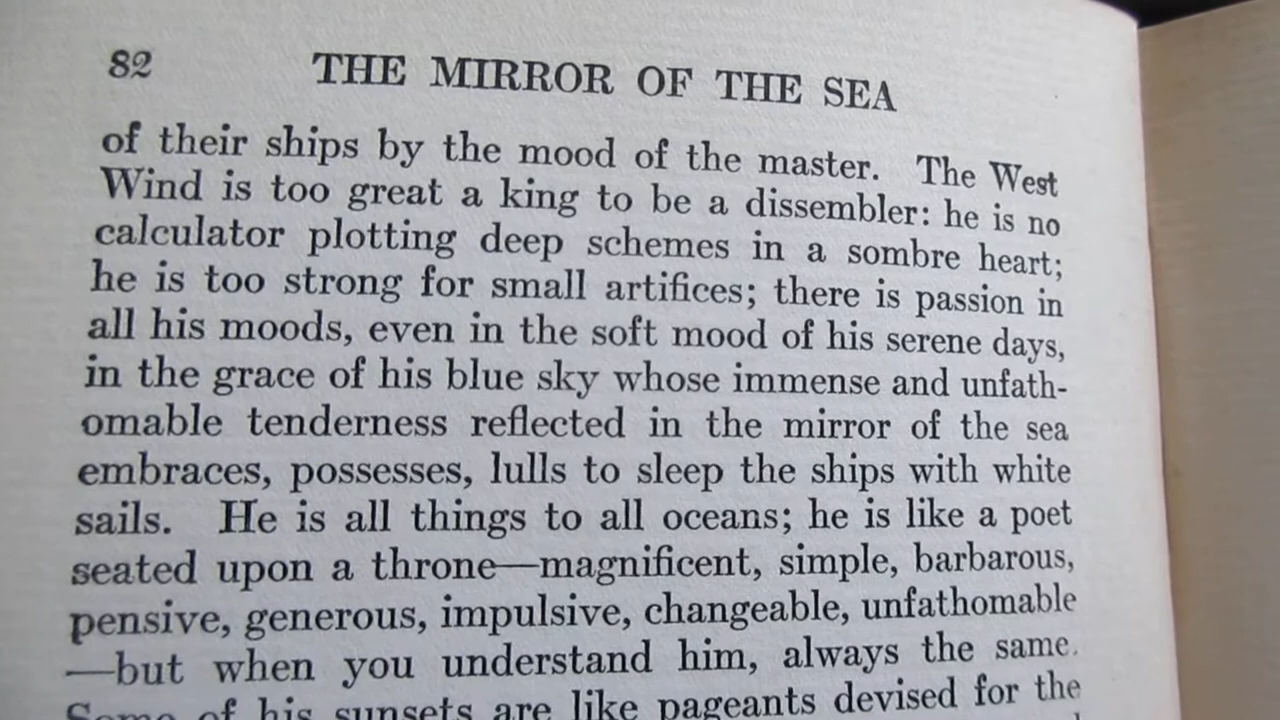 82 THE MIRROR OF THE SEA
of their ships by the mood of the master. The West
Wind is too great a king to be a dissembler: he is no
calculator plotting deep schemes in a sombre heart;
he is too strong for small artifices; there is passion in
all his moods, even in the soft mood of his serene days,
in the grace of his blue sky whose immense and unfath-
omable tenderness reflected in the mirror of the sea
embraces, possesses, lulls to sleep the ships with white
sails. He is all things to all oceans; he is like a poet
seated upon a throne—magnificent, simple, barbarous,
pensive, generous, impulsive, changeable, unfathomable
—but when you understand him, always the same.
Some of his sunsets are like pageants devised for the